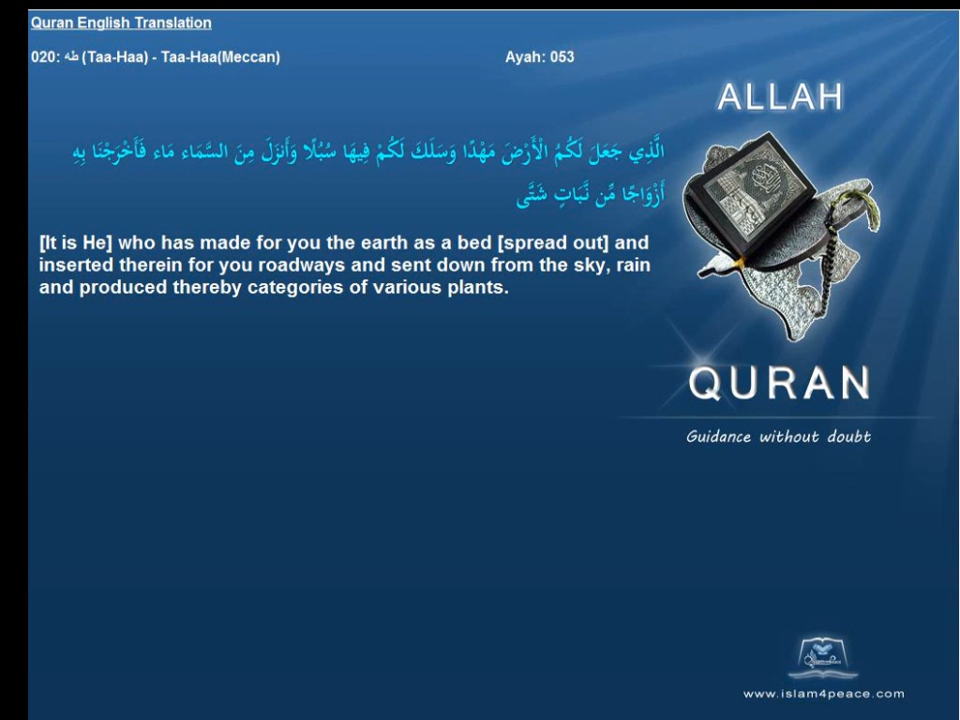 Quran English Translation
020: طه (Taa-Haa) - Taa-Haa(Meccan) Ayah: 053
ALLAH
الَّذِي جَعَلَ لَكُمُ الْأَرْضَ مَهْدًا وَسَلَكَ لَكُمْ فِيهَا سُبُلًا وَأَنزَلَ مِنَ السَّمَاء مَاء فَأَخْرَجْنَا بِهِ
أَزْوَاجًا مِّن نَّبَاتٍ شَتَّى
[It is He] who has made for you the earth as a bed [spread out] and
inserted therein for you roadways and sent down from the sky, rain
and produced thereby categories of various plants.
QURAN
Guidance without doubt
www.islam4peace.com